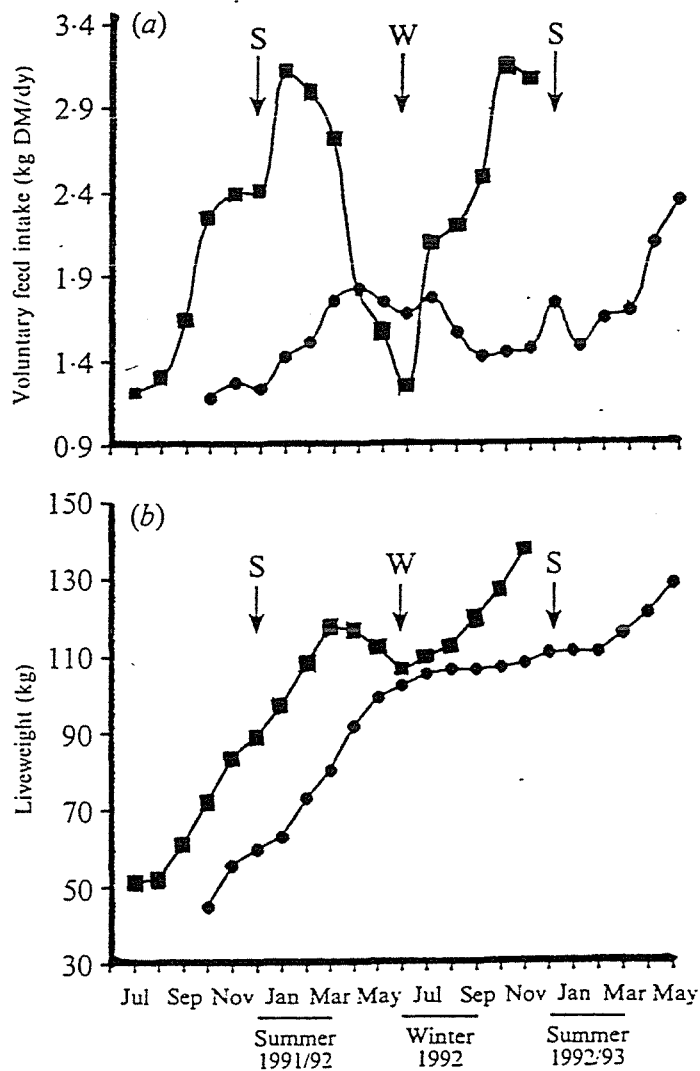 (a)
S
W
S
3·4
2·9
2·4
1·9
1·4
0·9
Voluntary feed intake (kg DM/dy)
(b)
S
W
S
150
130
110
90
70
50
30
Liveweight (kg)
Jul Sep Nov Jan Mar May Jul Sep Nov Jan Mar May
Summer Winter Summer
1991/92 1992 1992/93